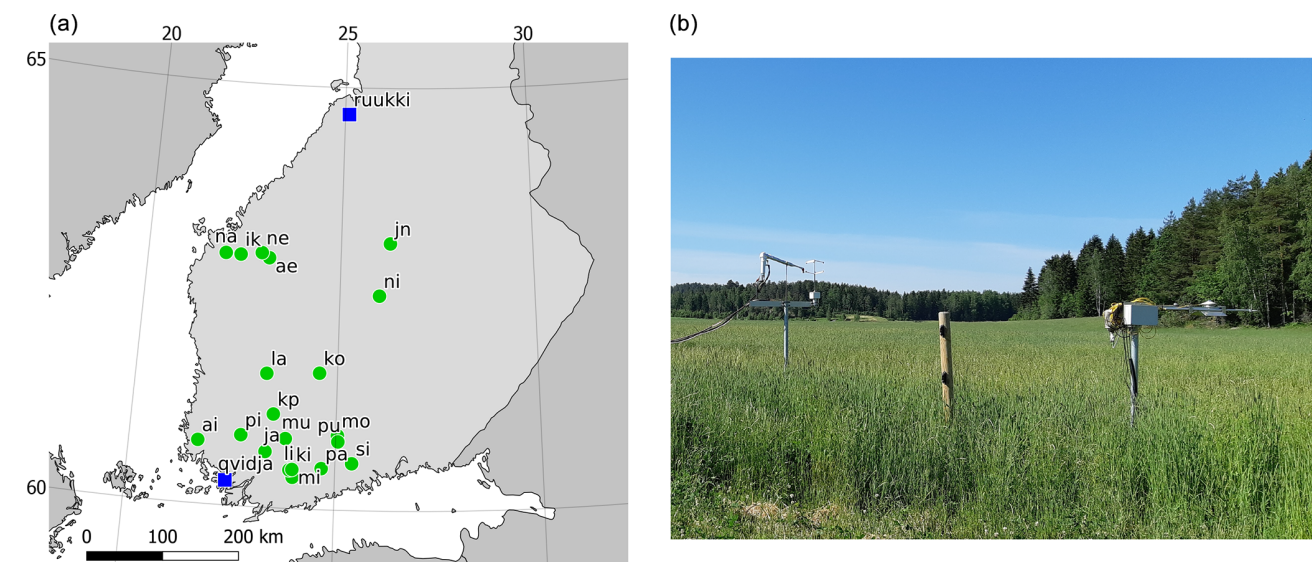 (a)
(b)
20 25 30
65
ruukki
na ik ne
jn
ae
ni
la ko
kp
ai pi mu pu mo
ja
li ki pa si
qvidja
mi
60
0 100 200 km